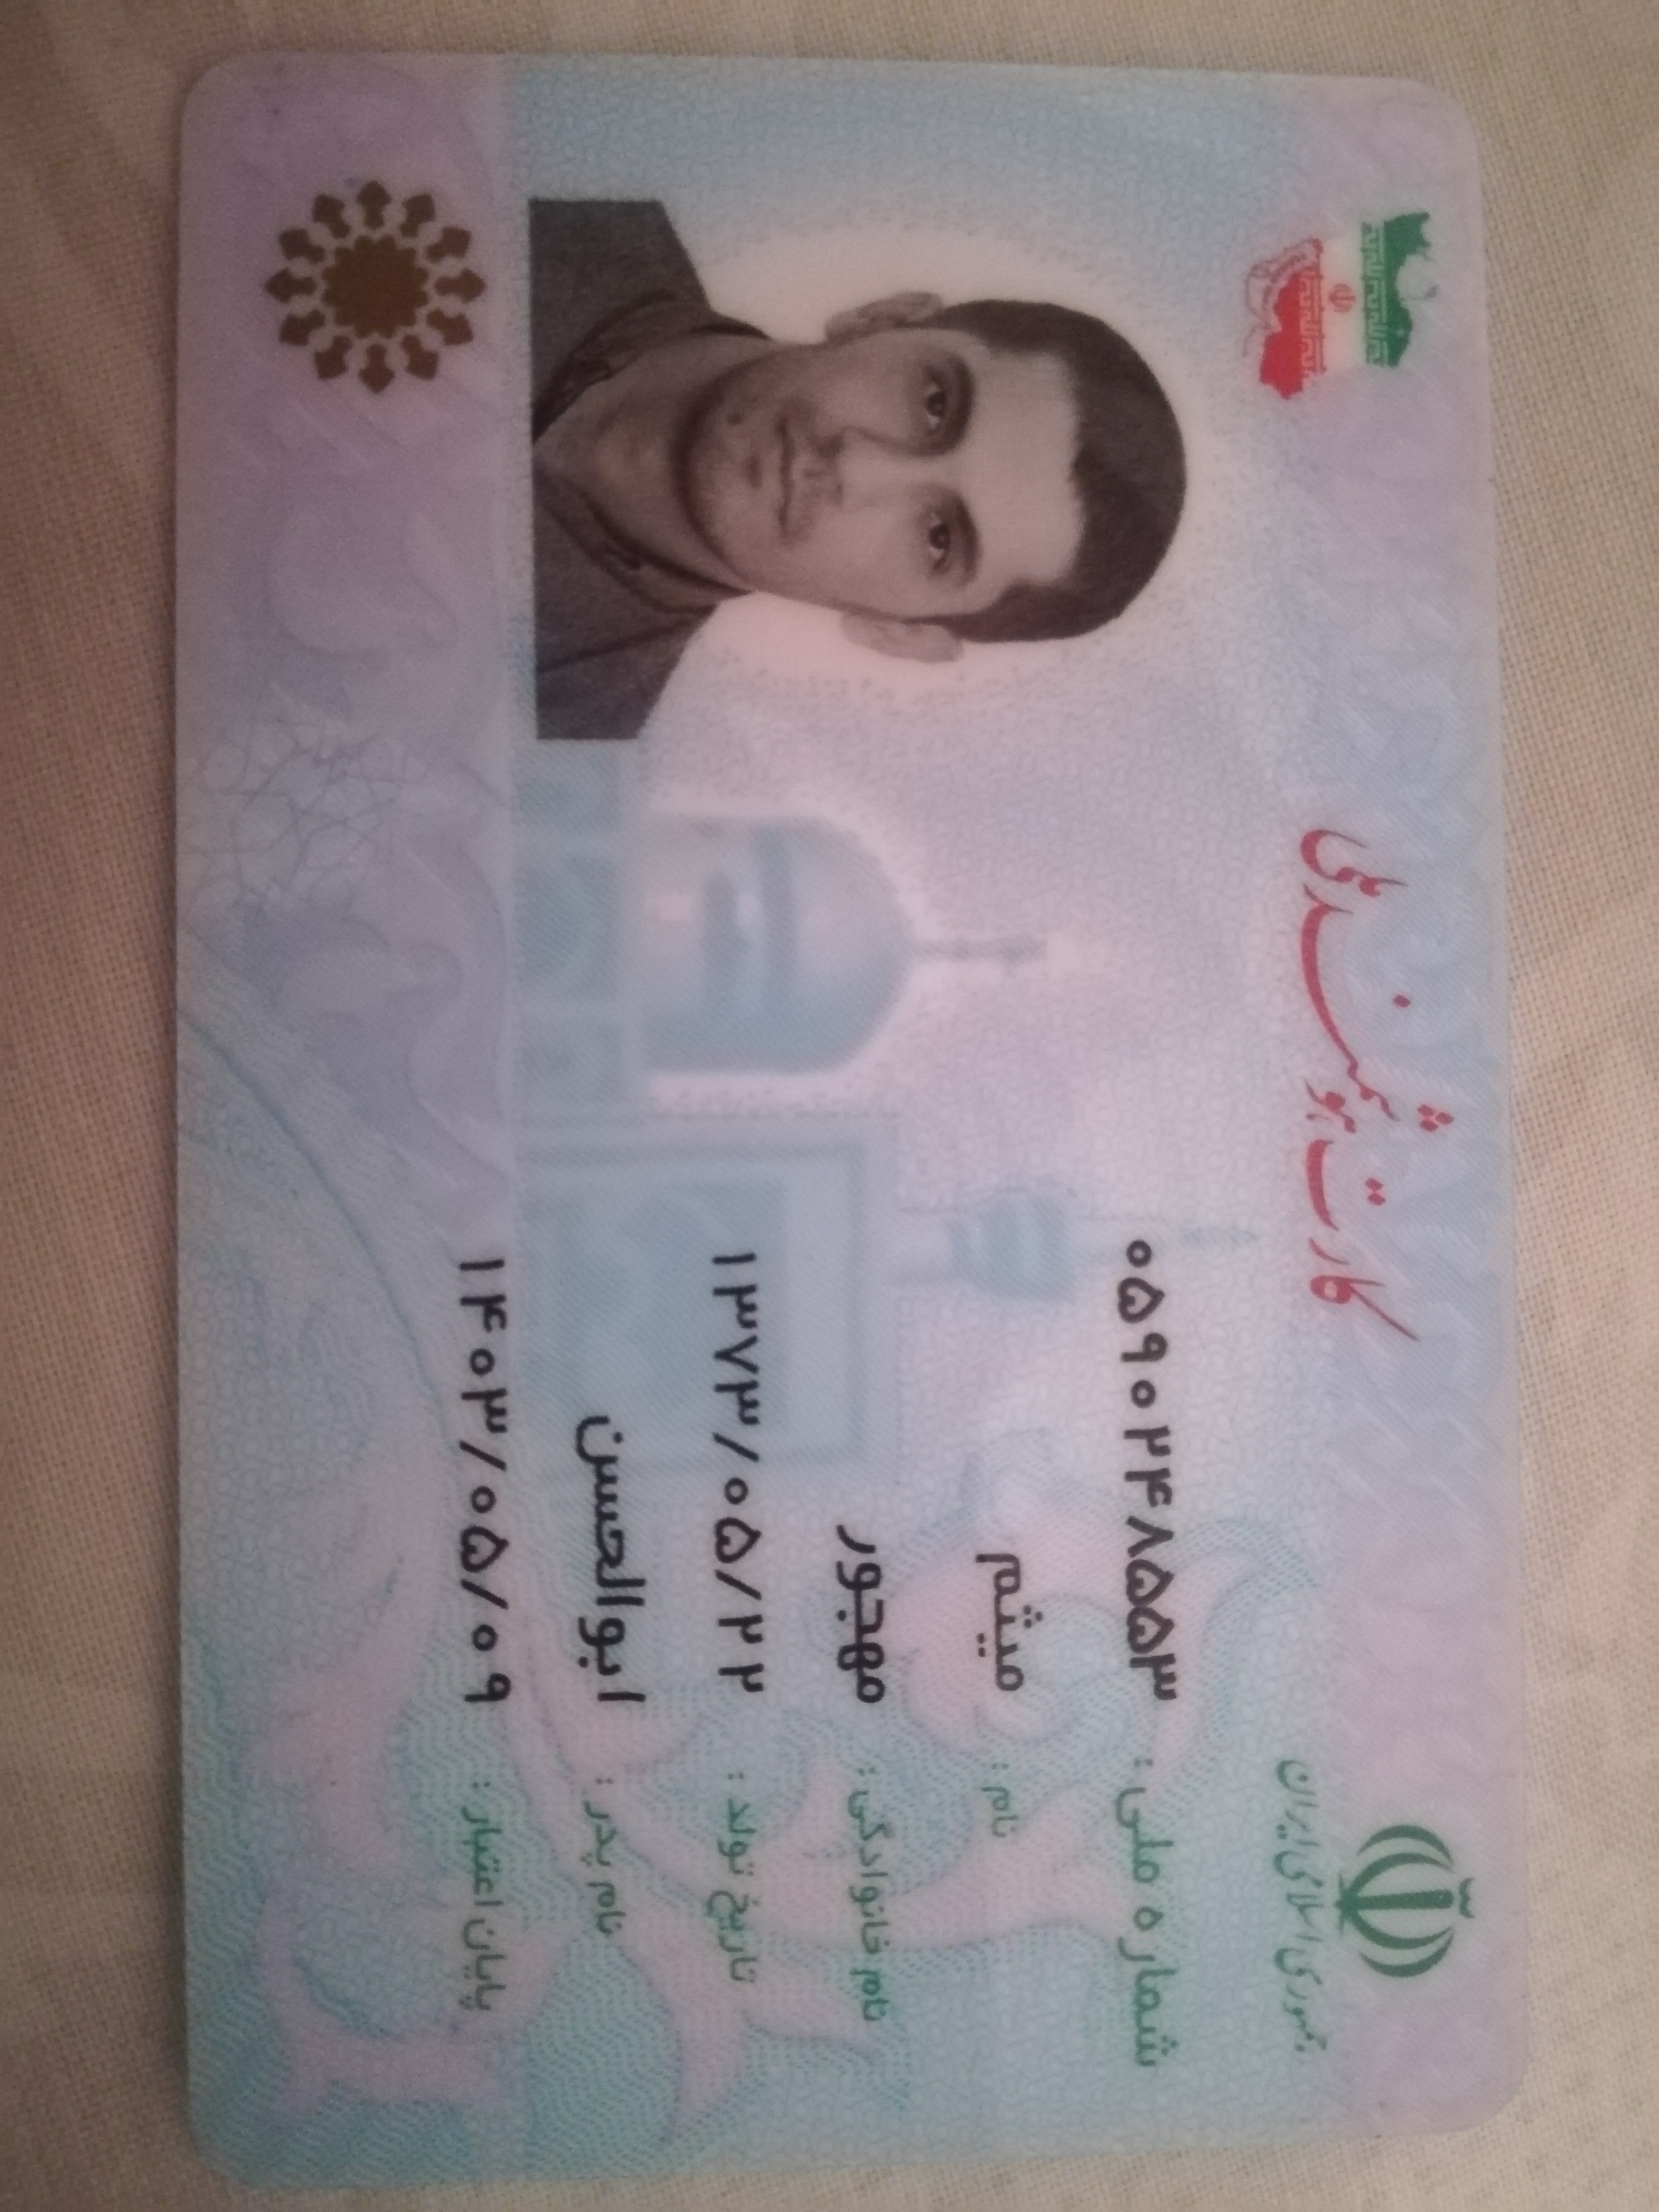 جمهوری اسلامی ایران
کارت هوشمند ملی
شماره ملی : ۰۵۹۰۲۴۸۵۵۳
نام : میثم
نام خانوادگی : مهجور
تاریخ تولد : ۱۳۷۳/۰۵/۲۲
نام پدر : ابوالحسن
پایان اعتبار : ۱۴۰۳/۰۵/۰۹